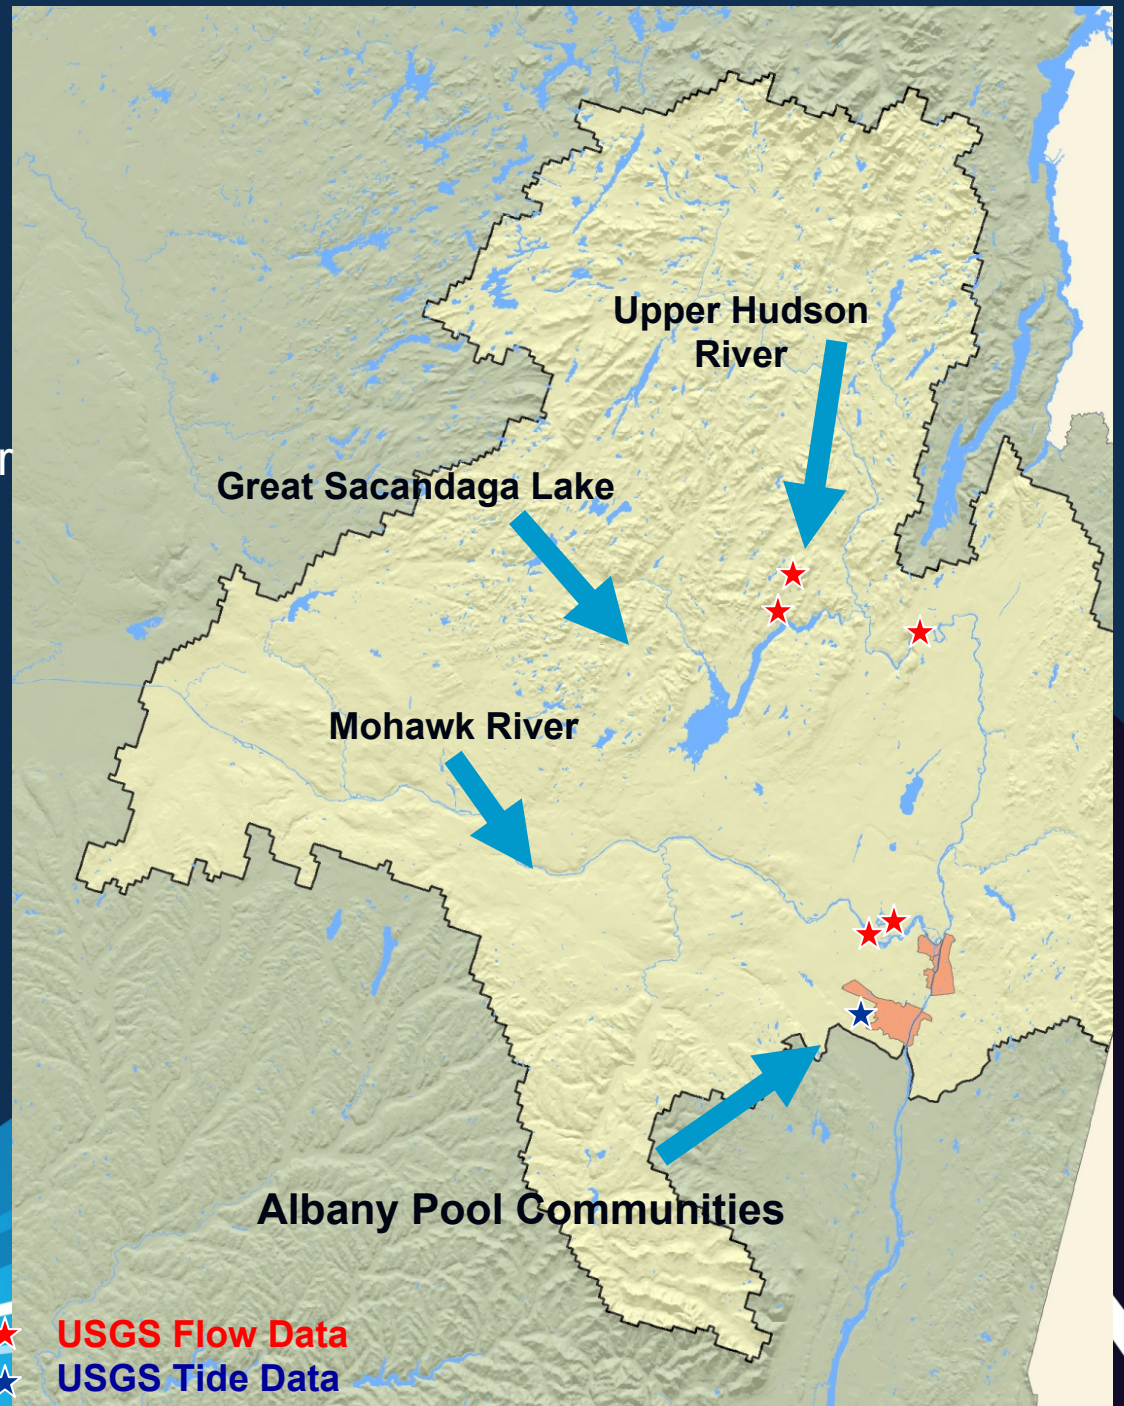 Upper Hudson
River
Great Sacandaga Lake
Mohawk River
Albany Pool Communities
USGS Flow Data
USGS Tide Data